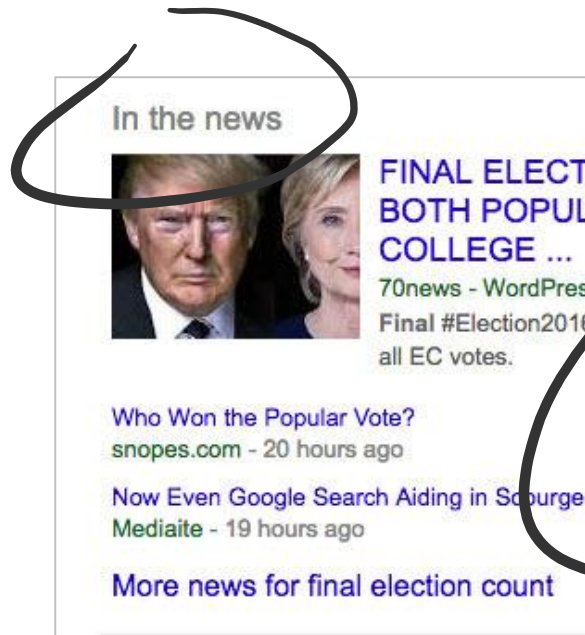 In the news
FINAL ELECT
BOTH POPUL
COLLEGE ...
70news - WordPres
Final #Election2016
all EC votes.
Who Won the Popular Vote?
snopes.com - 20 hours ago
Now Even Google Search Aiding in Scourge
Mediaite - 19 hours ago
More news for final election count